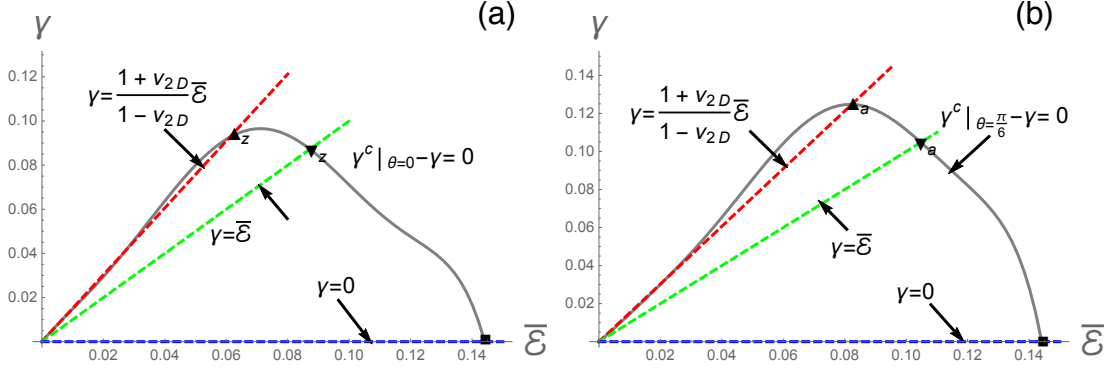 (a)
γ
0.12
0.10
0.08
0.06
0.04
0.02
γ= (1 + ν2D)/(1 - ν2D) ε̅
z
z
γᶜ|θ=0-γ= 0
γ=ε̅
γ=0
0.02 0.04 0.06 0.08 0.10 0.12 0.14
ε̅
(b)
γ
0.14
0.12
0.10
0.08
0.06
0.04
0.02
γ= (1 + ν2D)/(1 - ν2D) ε̅
a
a
γᶜ|θ=π/6-γ= 0
γ=ε̅
γ=0
0.02 0.04 0.06 0.08 0.10 0.12 0.14
ε̅